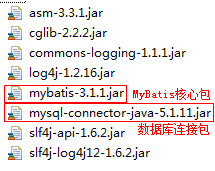 asm-3.3.1.jar
cglib-2.2.2.jar
commons-logging-1.1.1.jar
log4j-1.2.16.jar
mybatis-3.1.1.jar MyBatis核心包
mysql-connector-java-5.1.11.jar
slf4j-api-1.6.2.jar 数据库连接包
slf4j-log4j12-1.6.2.jar